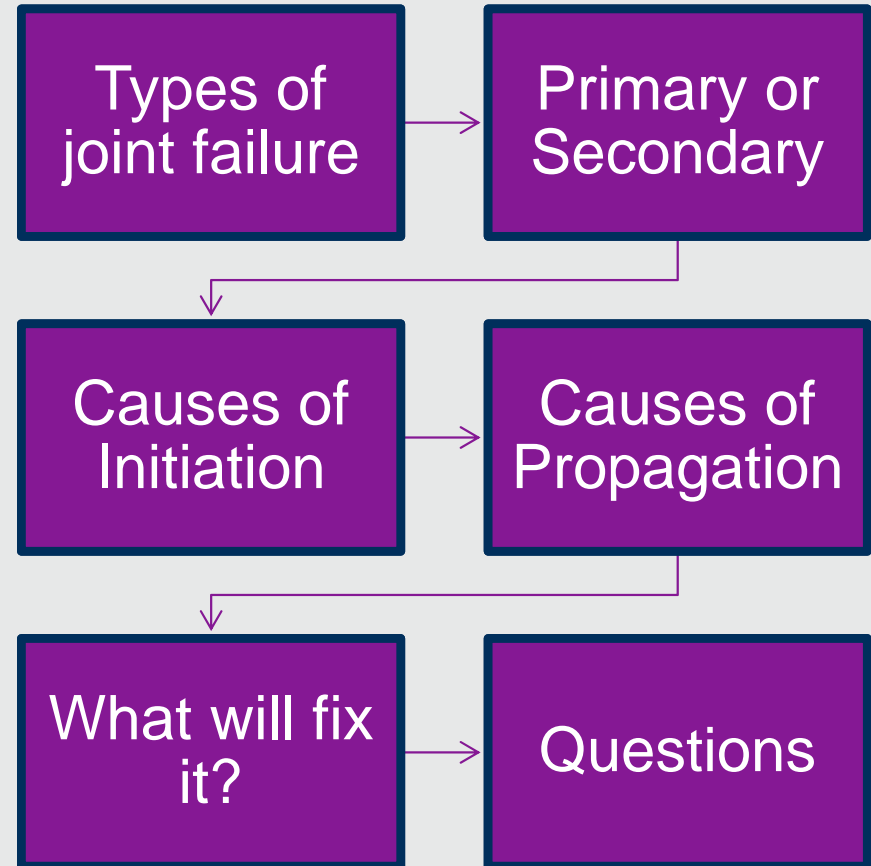 Types of
joint failure
Primary or
Secondary
Causes of
Initiation
Causes of
Propagation
What will fix
it?
Questions